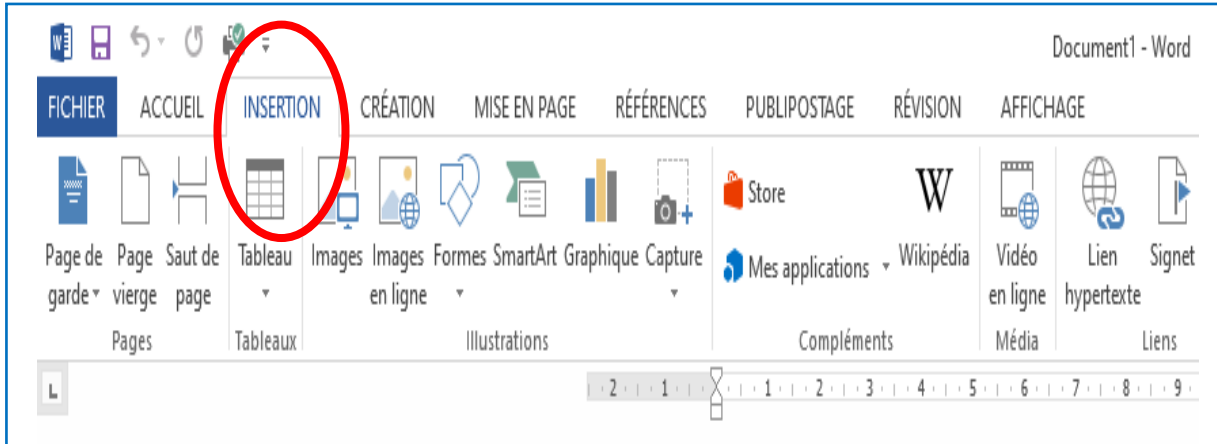 Document1 - Word
FICHIER ACCUEIL INSERTION CRÉATION MISE EN PAGE RÉFÉRENCES PUBLIPOSTAGE RÉVISION AFFICHAGE
Page de garde
Page vierge
Saut de page
Tableau
Images
Images en ligne
Formes
SmartArt
Graphique
Capture
Store
Mes applications
W
Wikipédia
Vidéo en ligne
Lien hypertexte
Signet
Pages Tableaux Illustrations Compléments Média Liens
L 2 1 1 2 3 4 5 6 7 8 9